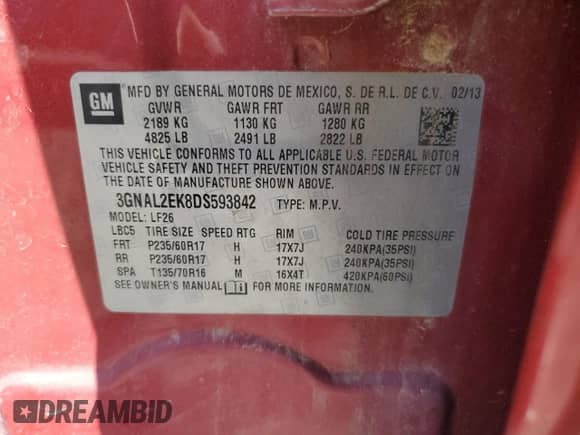 GM
MFD BY GENERAL MOTORS DE MEXICO, S. DE R.L. DE C.V. 02/13
GVWR GAWR FRT GAWR RR
2189 KG 1130 KG 1280 KG
4825 LB 2491 LB 2822 LB
THIS VEHICLE CONFORMS TO ALL APPLICABLE U.S. FEDERAL MOTOR
VEHICLE SAFETY AND THEFT PREVENTION STANDARDS IN EFFECT ON
THE DATE OF MANUFACTURE SHOWN ABOVE.
3GNAL2EK8DS593842 TYPE: M.P.V.
MODEL: LF26
LBC5 TIRE SIZE SPEED RTG RIM COLD TIRE PRESSURE
FRT P235/60R17 H 17X7J 240KPA(35PSI)
RR P235/60R17 H 17X7J 240KPA(35PSI)
SPA T135/70R16 M 16X4T 420KPA(60PSI)
SEE OWNER'S MANUAL FOR MORE INFORMATION.
DREAMBID